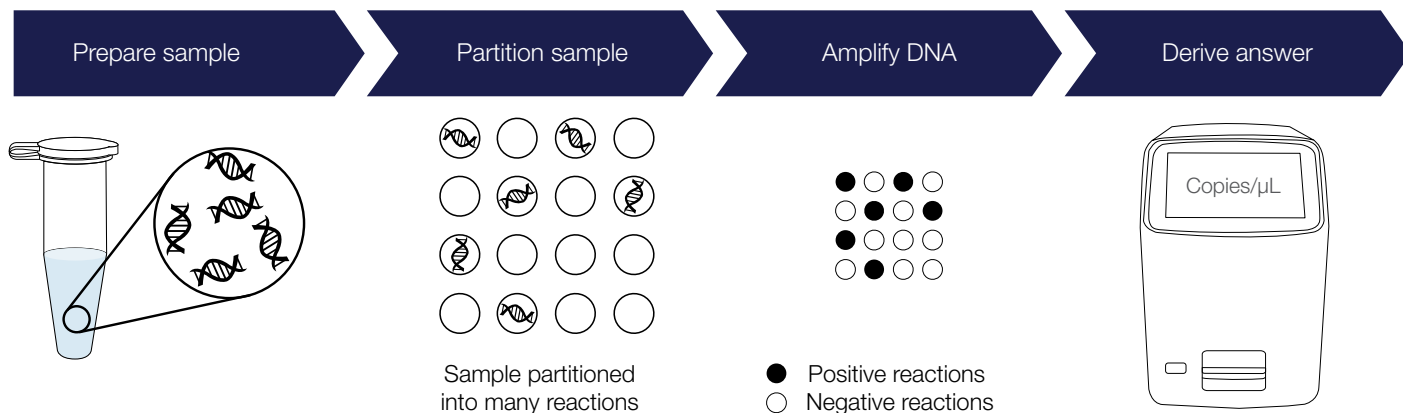 Prepare sample
Partition sample
Amplify DNA
Derive answer
Copies/µL
Sample partitioned
into many reactions
Positive reactions
Negative reactions